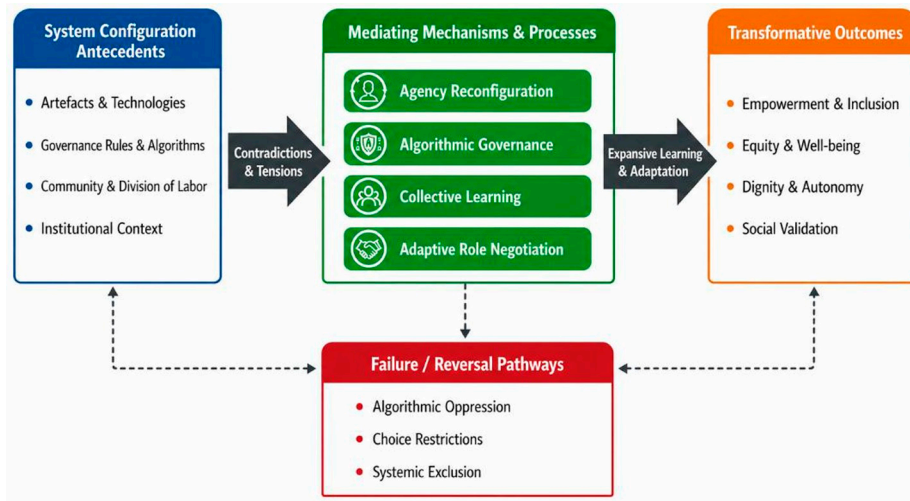 System Configuration
Antecedents
Artefacts & Technologies
Governance Rules & Algorithms
Community & Division of Labor
Institutional Context
Contradictions
& Tensions
Mediating Mechanisms & Processes
Agency Reconfiguration
Algorithmic Governance
Collective Learning
Adaptive Role Negotiation
Expansive Learning
& Adaptation
Transformative Outcomes
Empowerment & Inclusion
Equity & Well-being
Dignity & Autonomy
Social Validation
Failure / Reversal Pathways
Algorithmic Oppression
Choice Restrictions
Systemic Exclusion